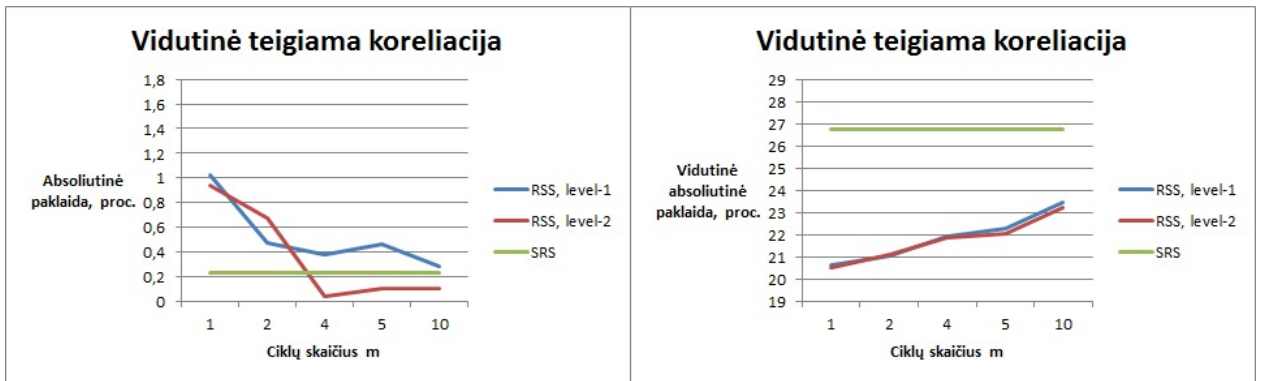 Vidutinė teigiama koreliacija
1,8
1,6
1,4
1,2
1
0,8
0,6
0,4
0,2
0
Absoliutinė
paklaida, proc.
1 2 4 5 10
Ciklų skaičius m
RSS, level-1
RSS, level-2
SRS
Vidutinė teigiama koreliacija
29
28
27
26
25
24
23
22
21
20
19
Vidutinė
absoliutinė
paklaida, proc.
1 2 4 5 10
Ciklų skaičius m
RSS, level-1
RSS, level-2
SRS